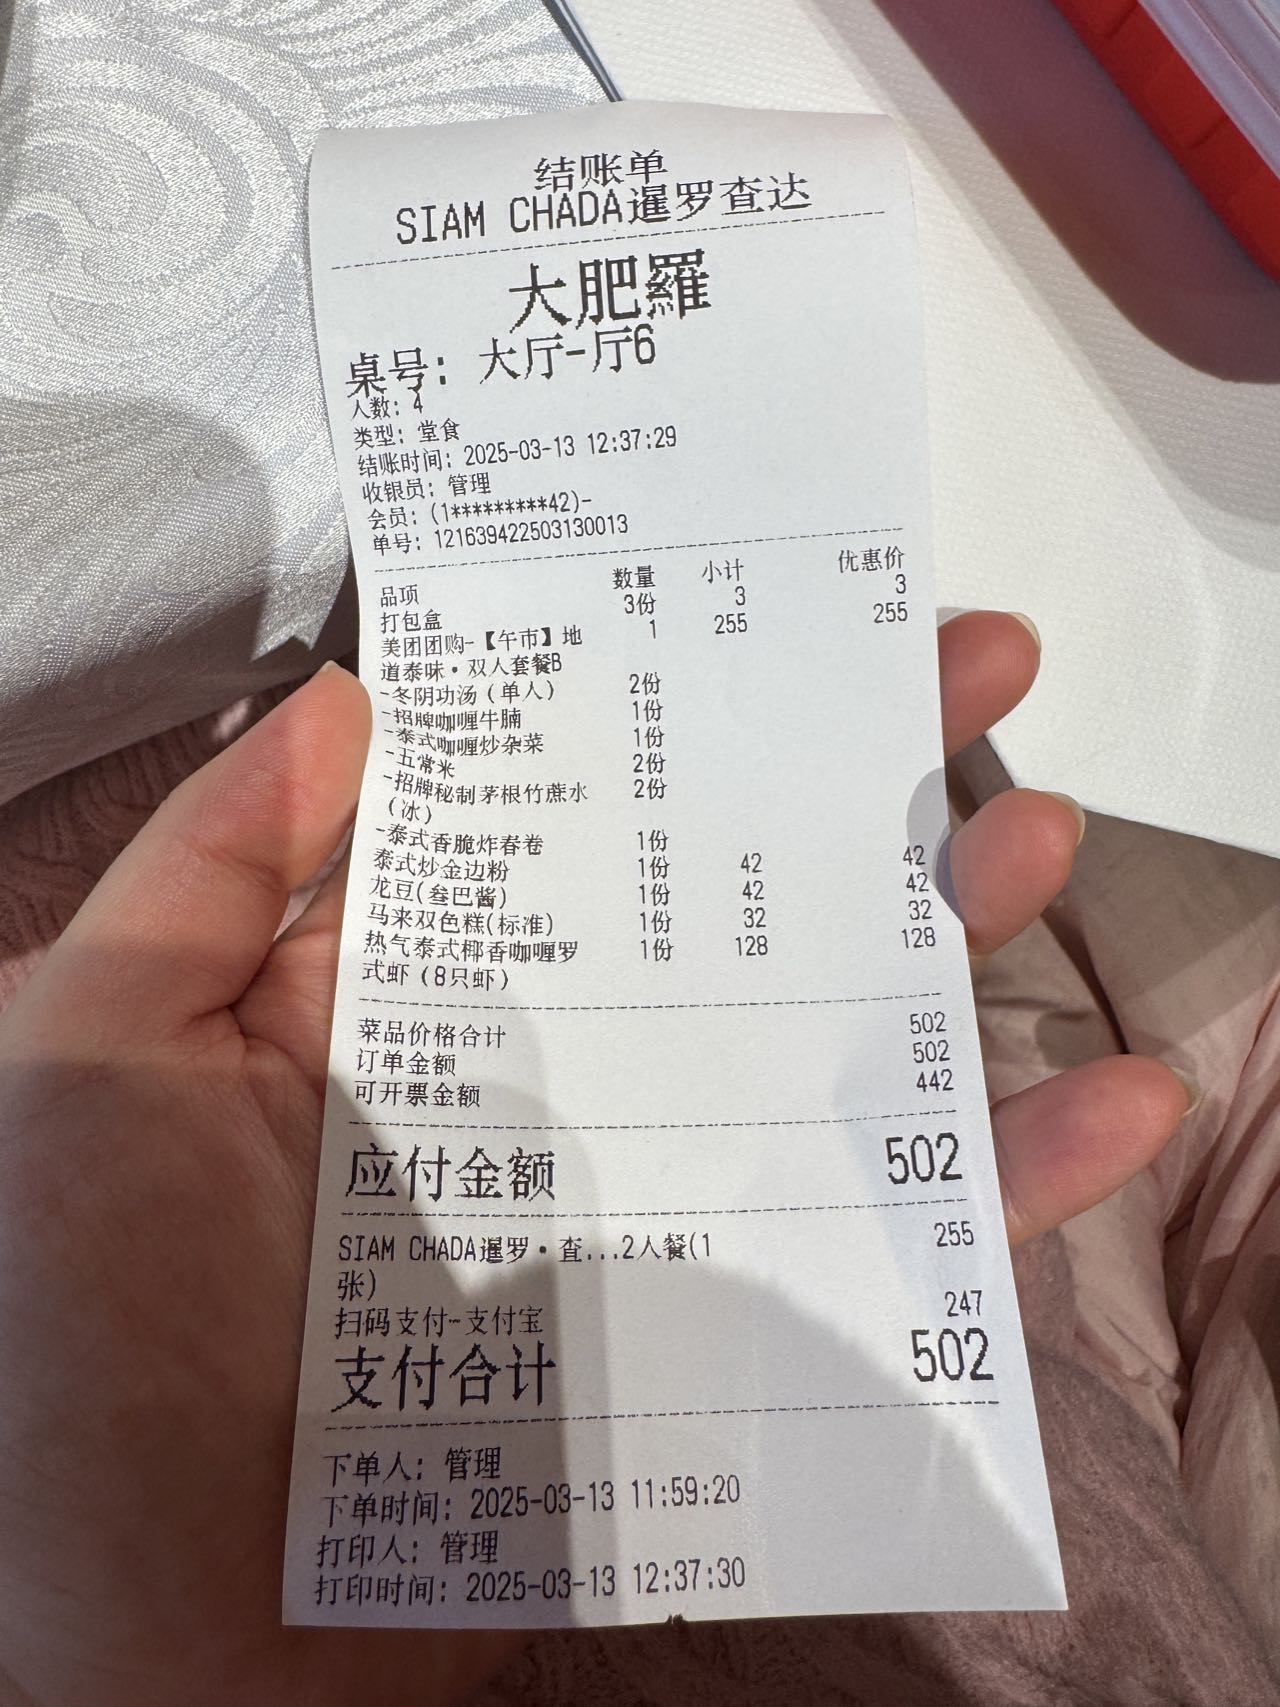 结账单
SIAM CHADA暹罗查达
大肥羅
桌号: 大厅-厅6
人数: 4
类型: 堂食
结账时间: 2025-03-13 12:37:29
收银员: 管理
会员: (1*********42)-
单号: 121639422503130013
品项 数量 小计 优惠价
打包盒 3份 3 3
美团团购-【午市】地 1 255 255
道泰味·双人套餐B
-冬阴功汤（单人） 2份
-招牌咖喱牛腩 1份
-泰式咖喱炒杂菜 1份
-五常米 2份
-招牌秘制茅根竹蔗水 2份
（冰）
-泰式香脆炸春卷 1份
泰式炒金边粉 1份 42 42
龙豆(叁巴酱) 1份 42 42
马来双色糕(标准) 1份 32 32
热气泰式椰香咖喱罗 1份 128 128
式虾（8只虾）
菜品价格合计 502
订单金额 502
可开票金额 442
应付金额 502
SIAM CHADA暹罗·查...2人餐(1 255
张)
扫码支付-支付宝 247
支付合计 502
下单人: 管理
下单时间: 2025-03-13 11:59:20
打印人: 管理
打印时间: 2025-03-13 12:37:30